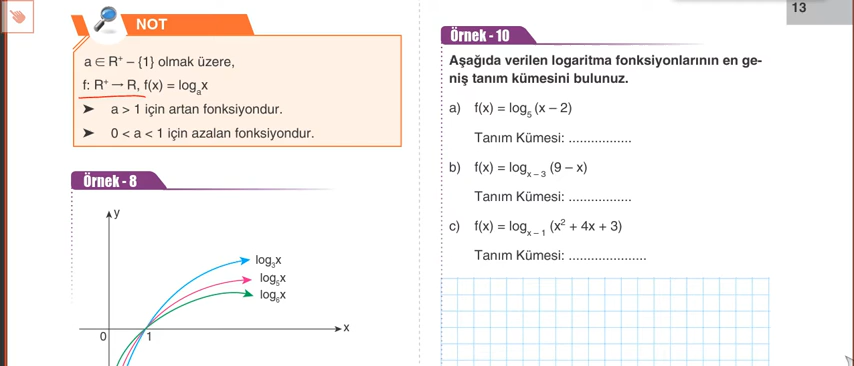 NOT
a ∈ R⁺ – {1} olmak üzere,
f: R⁺ → R, f(x) = logₐx
➤ a > 1 için artan fonksiyondur.
➤ 0 < a < 1 için azalan fonksiyondur.
Örnek - 8
y
log₃x
log₅x
log₆x
x
0
1
13
Örnek - 10
Aşağıda verilen logaritma fonksiyonlarının en ge-
niş tanım kümesini bulunuz.
a) f(x) = log₅ (x – 2)
Tanım Kümesi: .................
b) f(x) = logₓ₋₃ (9 – x)
Tanım Kümesi: .................
c) f(x) = logₓ₋₁ (x² + 4x + 3)
Tanım Kümesi: .....................